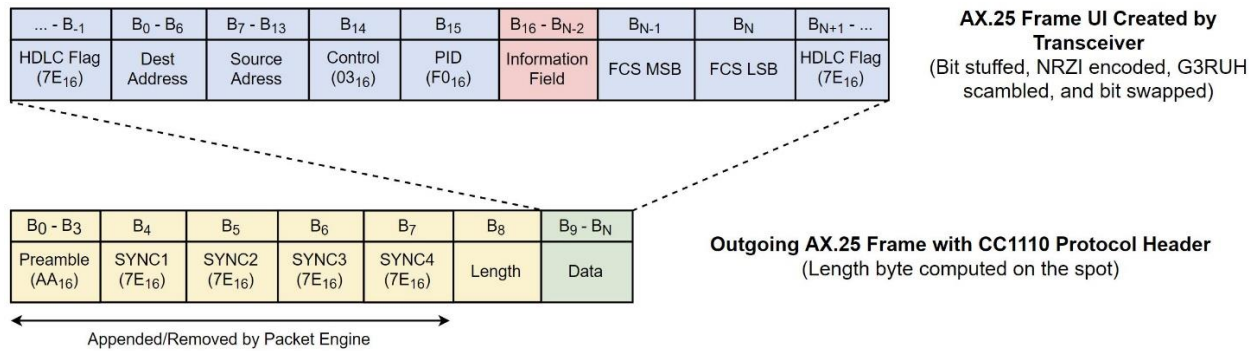 ... - B-1 B0 - B6 B7 - B13 B14 B15 B16 - BN-2 BN-1 BN BN+1 - ...
HDLC Flag (7E16) Dest Address Source Adress Control (0316) PID (F016) Information Field FCS MSB FCS LSB HDLC Flag (7E16)
AX.25 Frame UI Created by
Transceiver
(Bit stuffed, NRZI encoded, G3RUH
scambled, and bit swapped)
B0 - B3 B4 B5 B6 B7 B8 B9 - BN
Preamble (AA16) SYNC1 (7E16) SYNC2 (7E16) SYNC3 (7E16) SYNC4 (7E16) Length Data
Outgoing AX.25 Frame with CC1110 Protocol Header
(Length byte computed on the spot)
Appended/Removed by Packet Engine